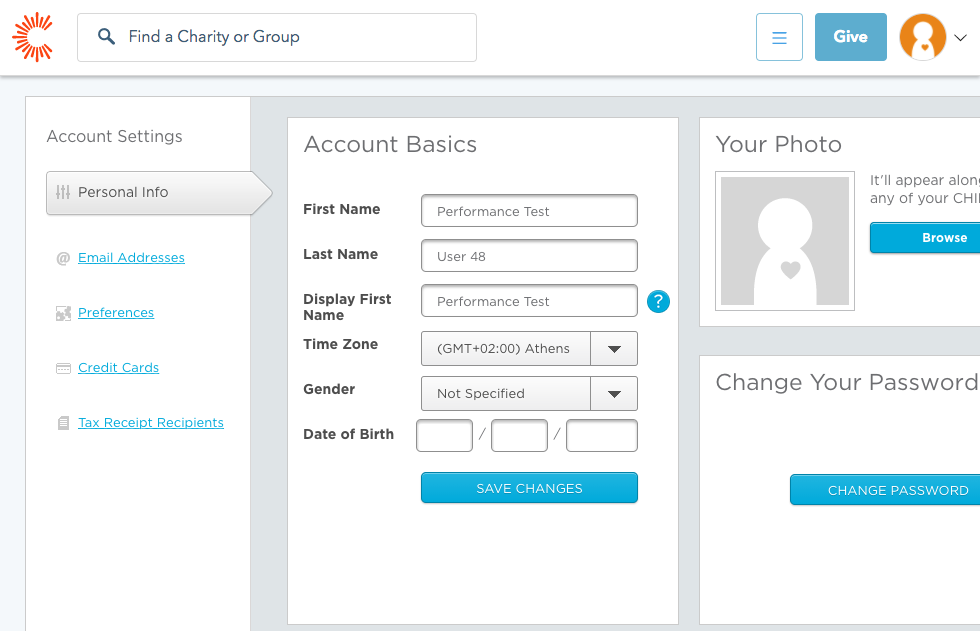 Find a Charity or Group
Give
Account Settings
Personal Info
@ Email Addresses
Preferences
Credit Cards
Tax Receipt Recipients
Account Basics
First Name
Performance Test
Last Name
User 48
Display First
Name
Performance Test
?
Time Zone
(GMT+02:00) Athens
Gender
Not Specified
Date of Birth
/ /
SAVE CHANGES
Your Photo
It'll appear along
any of your CHI
Browse
Change Your Password
CHANGE PASSWORD